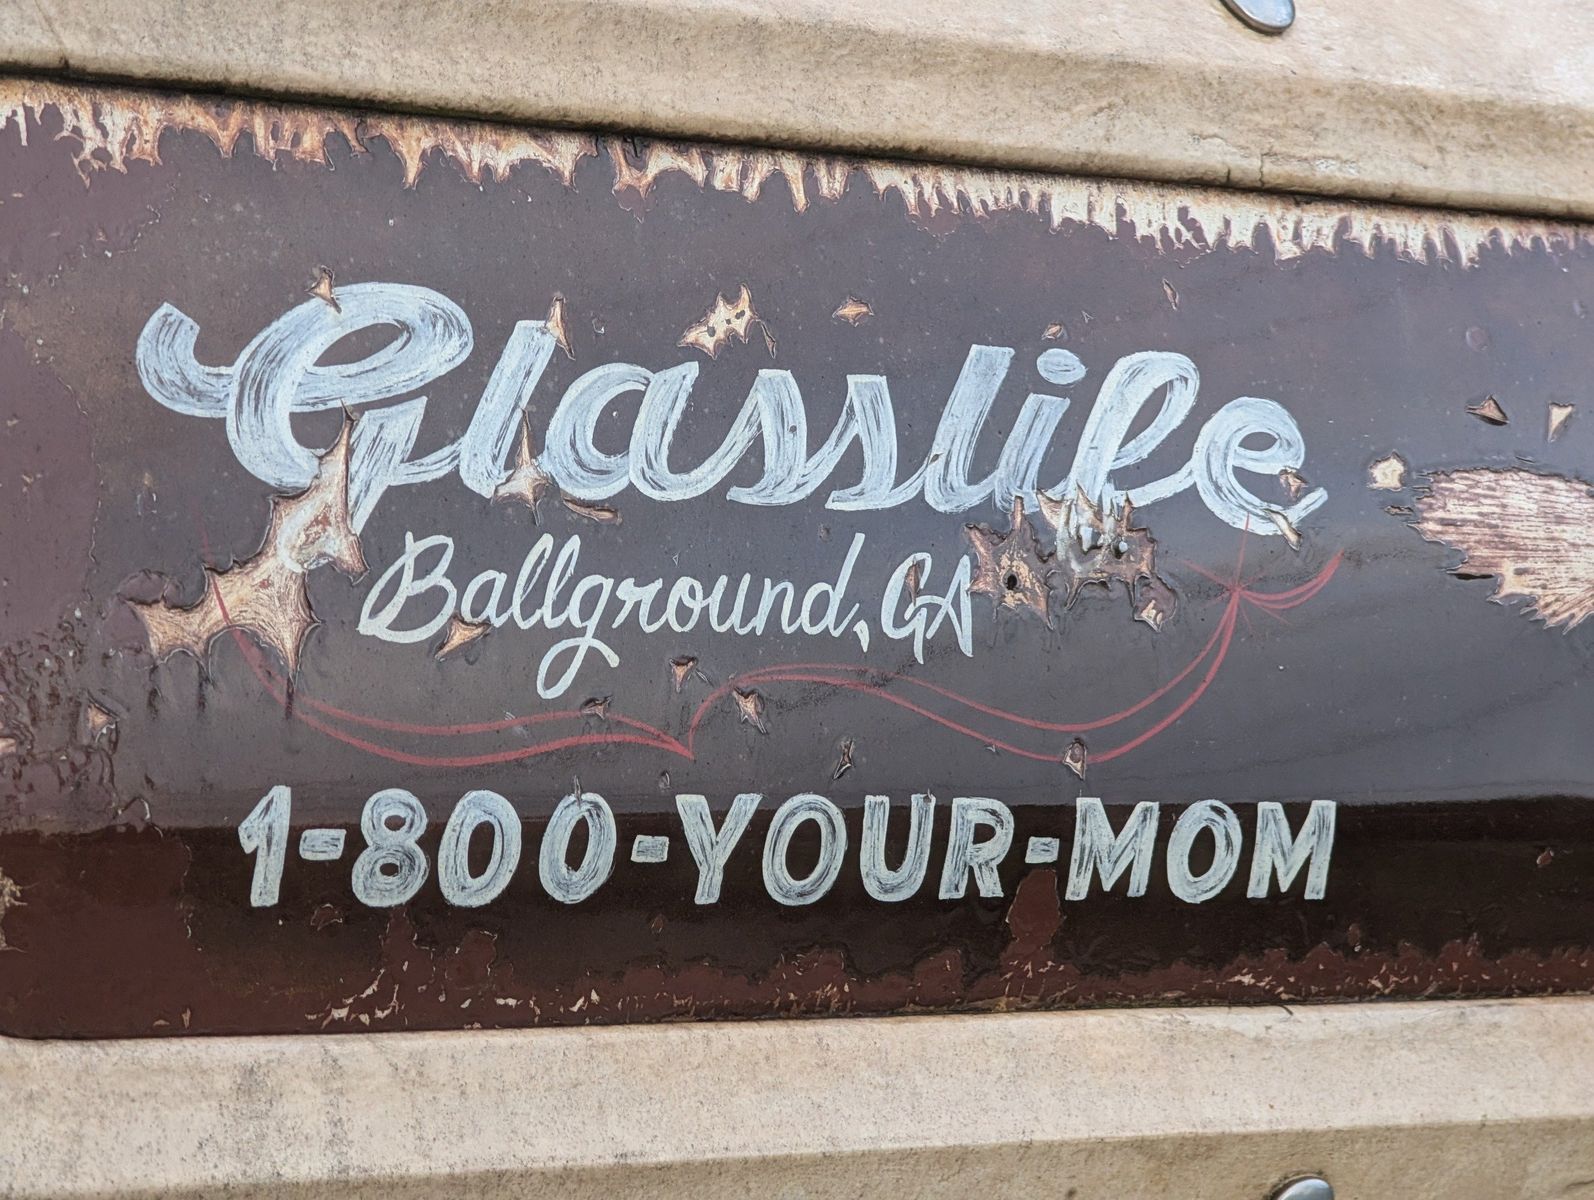 Glasslife
Ballground, GA
1-800-YOUR-MOM